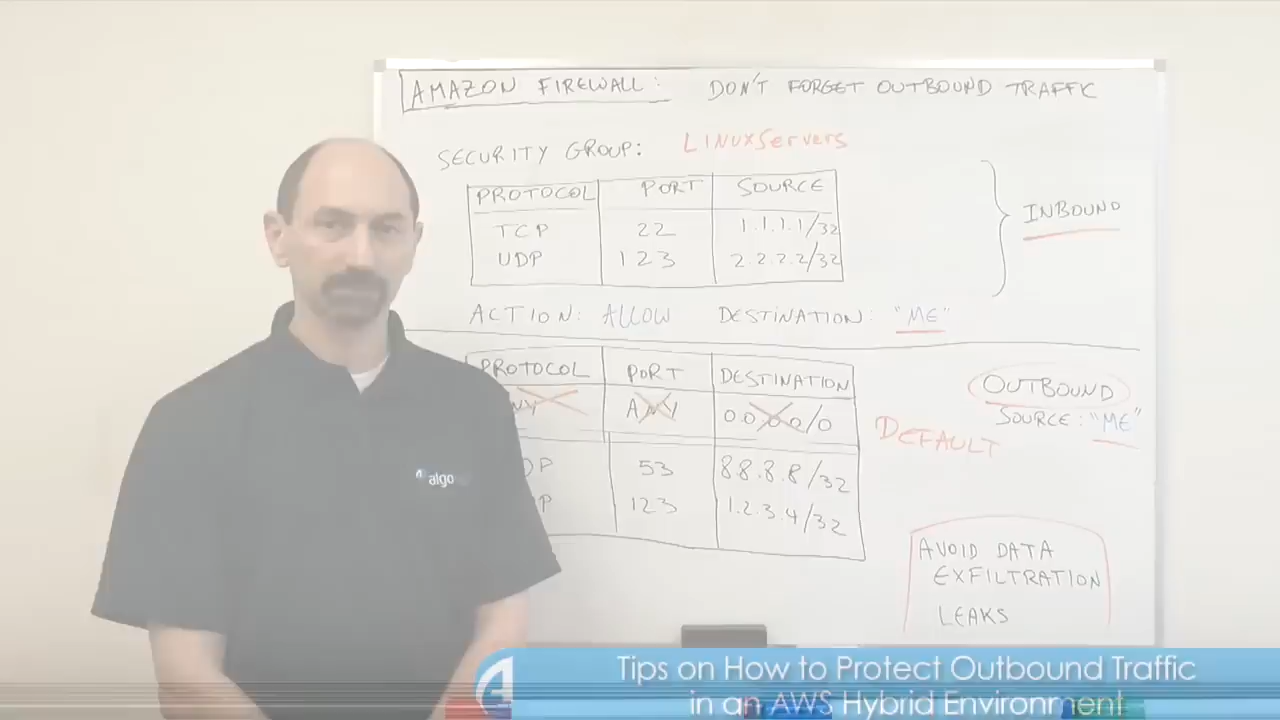 AMAZON FIREWALL: DON'T FORGET OUTBOUND TRAFFIC
SECURITY GROUP: LINUXServers
PROTOCOL PORT SOURCE
TCP 22 1.1.1.1/32
UDP 123 2.2.2.2/32
INBOUND
ACTION: ALLOW DESTINATION: "ME"
PROTOCOL PORT DESTINATION
ANY 0.0.0.0/0
DEFAULT
OUTBOUND
SOURCE: "ME"
53 8.8.8.8/32
123 1.2.3.4/32
AVOID DATA
EXFILTRATION
LEAKS
algo
Tips on How to Protect Outbound Traffic
in an AWS Hybrid Environment